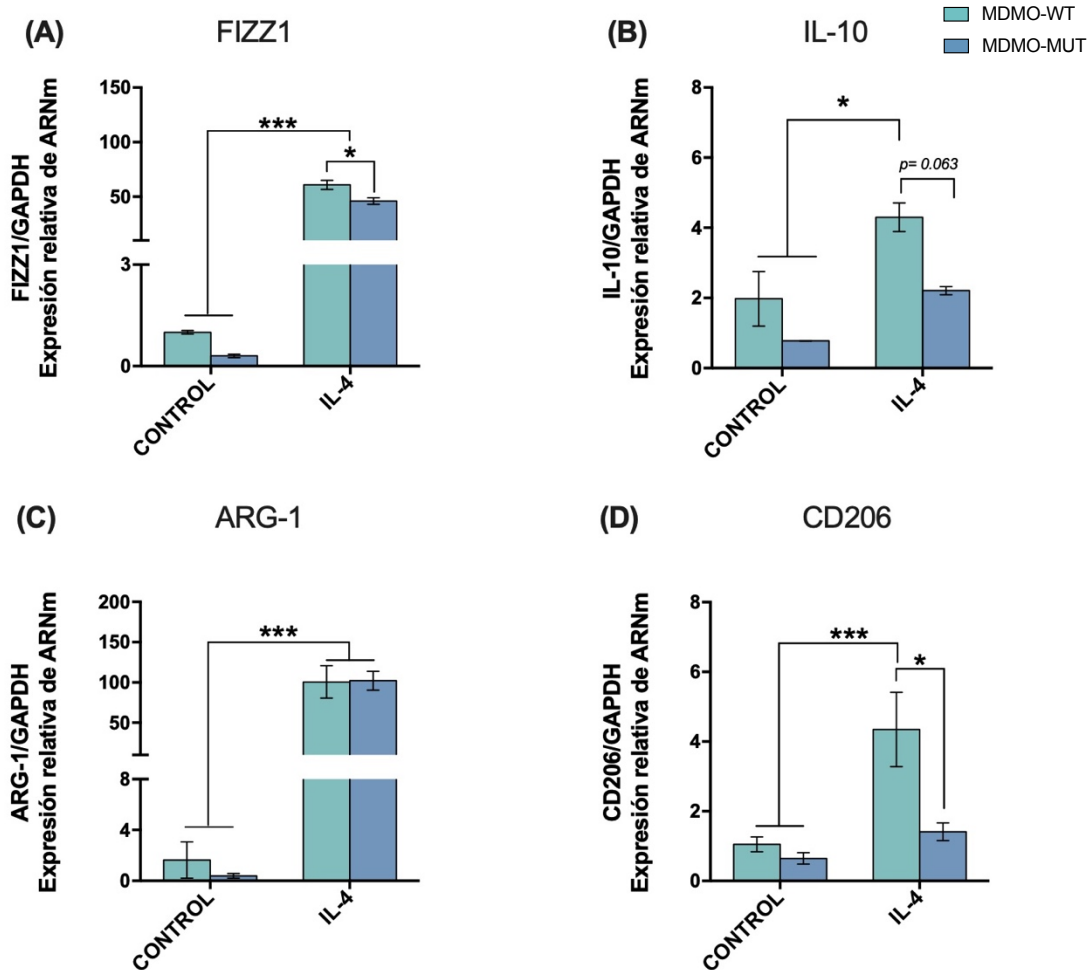 MDMO-WT
MDMO-MUT
(A) FIZZ1
FIZZ1/GAPDH
Expresión relativa de ARNm
150
100
50
3
0
***
*
CONTROL
IL-4
(B) IL-10
IL-10/GAPDH
Expresión relativa de ARNm
8
6
4
2
0
*
p= 0.063
CONTROL
IL-4
(C) ARG-1
ARG-1/GAPDH
Expresión relativa de ARNm
200
150
100
50
8
4
0
***
CONTROL
IL-4
(D) CD206
CD206/GAPDH
Expresión relativa de ARNm
8
6
4
2
0
***
*
CONTROL
IL-4